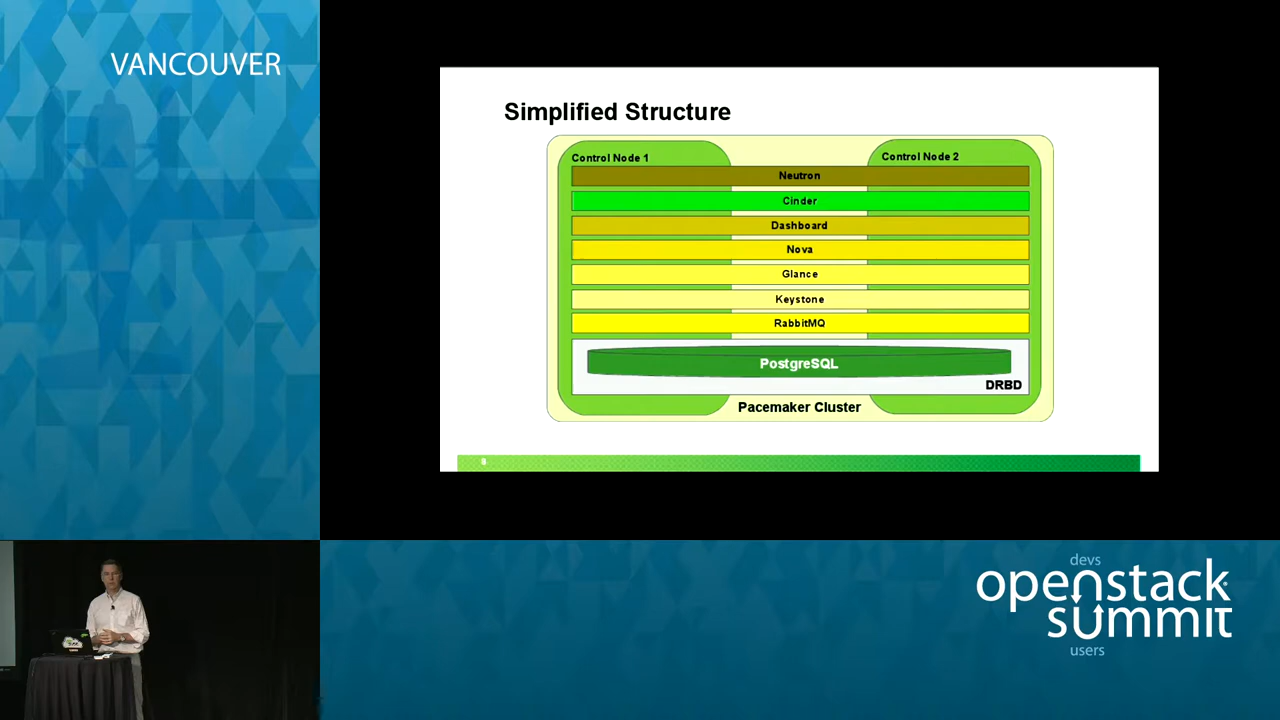 VANCOUVER
Simplified Structure
Control Node 1
Control Node 2
Neutron
Cinder
Dashboard
Nova
Glance
Keystone
RabbitMQ
PostgreSQL
DRBD
Pacemaker Cluster
8
devs
openstack
summit
users